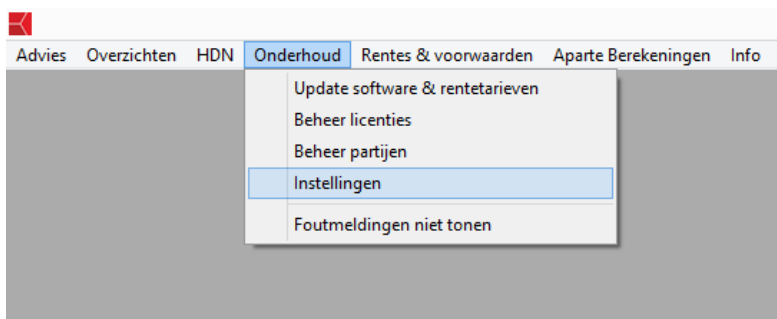 Advies Overzichten HDN Onderhoud Rentes & voorwaarden Aparte Berekeningen Info
Update software & rentetarieven
Beheer licenties
Beheer partijen
Instellingen
Foutmeldingen niet tonen